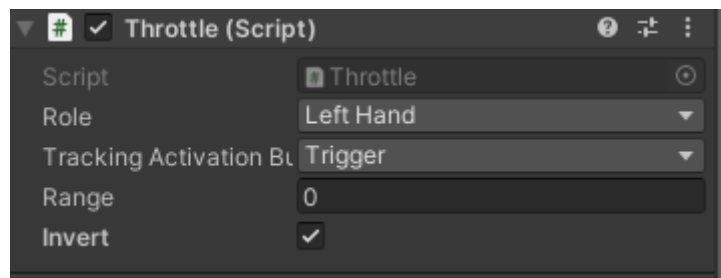 # Throttle (Script)
Script # Throttle
Role Left Hand
Tracking Activation Bu Trigger
Range 0
Invert